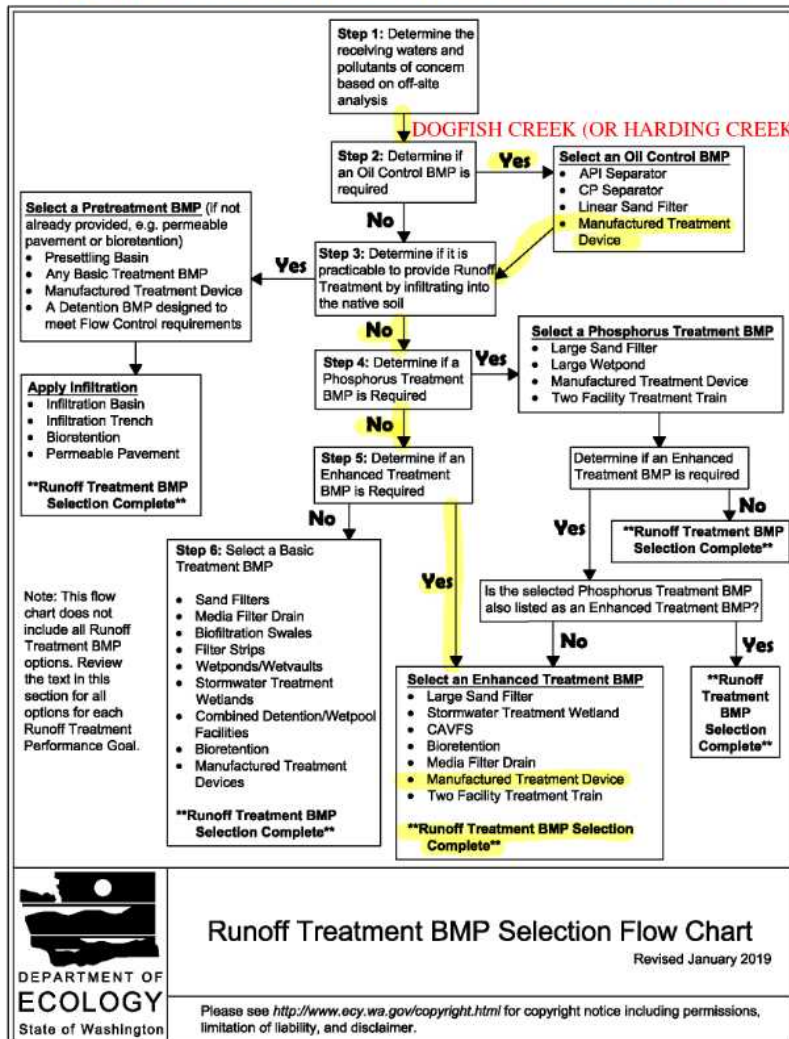 Step 1: Determine the
receiving waters and
pollutants of concern
based on off-site
analysis
DOGFISH CREEK (OR HARDING CREEK
Step 2: Determine if
an Oil Control BMP is
required
Yes
Select an Oil Control BMP
• API Separator
• CP Separator
• Linear Sand Filter
• Manufactured Treatment
Device
No
Select a Pretreatment BMP (if not
already provided, e.g. permeable
pavement or bioretention)
• Presettling Basin
• Any Basic Treatment BMP
• Manufactured Treatment Device
• A Detention BMP designed to
meet Flow Control requirements
Yes
Step 3: Determine if it is
practicable to provide Runoff
Treatment by infiltrating into
the native soil
No
Apply Infiltration
• Infiltration Basin
• Infiltration Trench
• Bioretention
• Permeable Pavement
**Runoff Treatment BMP
Selection Complete**
Step 4: Determine if a
Phosphorus Treatment
BMP is Required
Yes
Select a Phosphorus Treatment BMP
• Large Sand Filter
• Large Wetpond
• Manufactured Treatment Device
• Two Facility Treatment Train
No
Step 5: Determine if an
Enhanced Treatment
BMP is Required
Determine if an Enhanced
Treatment BMP is required
No
**Runoff Treatment BMP
Selection Complete**
Yes
Is the selected Phosphorus Treatment BMP
also listed as an Enhanced Treatment BMP?
No
Yes
**Runoff
Treatment
BMP
Selection
Complete**
No
Yes
Note: This flow
chart does not
include all Runoff
Treatment BMP
options. Review
the text in this
section for all
options for each
Runoff Treatment
Performance Goal.
Step 6: Select a Basic
Treatment BMP
• Sand Filters
• Media Filter Drain
• Biofiltration Swales
• Filter Strips
• Wetponds/Wetvaults
• Stormwater Treatment
Wetlands
• Combined Detention/Wetpool
Facilities
• Bioretention
• Manufactured Treatment
Devices
**Runoff Treatment BMP
Selection Complete**
Select an Enhanced Treatment BMP
• Large Sand Filter
• Stormwater Treatment Wetland
• CAVFS
• Bioretention
• Media Filter Drain
• Manufactured Treatment Device
• Two Facility Treatment Train
**Runoff Treatment BMP Selection
Complete**
DEPARTMENT OF
ECOLOGY
State of Washington
Runoff Treatment BMP Selection Flow Chart
Revised January 2019
Please see http://www.ecy.wa.gov/copyright.html for copyright notice including permissions,
limitation of liability, and disclaimer.